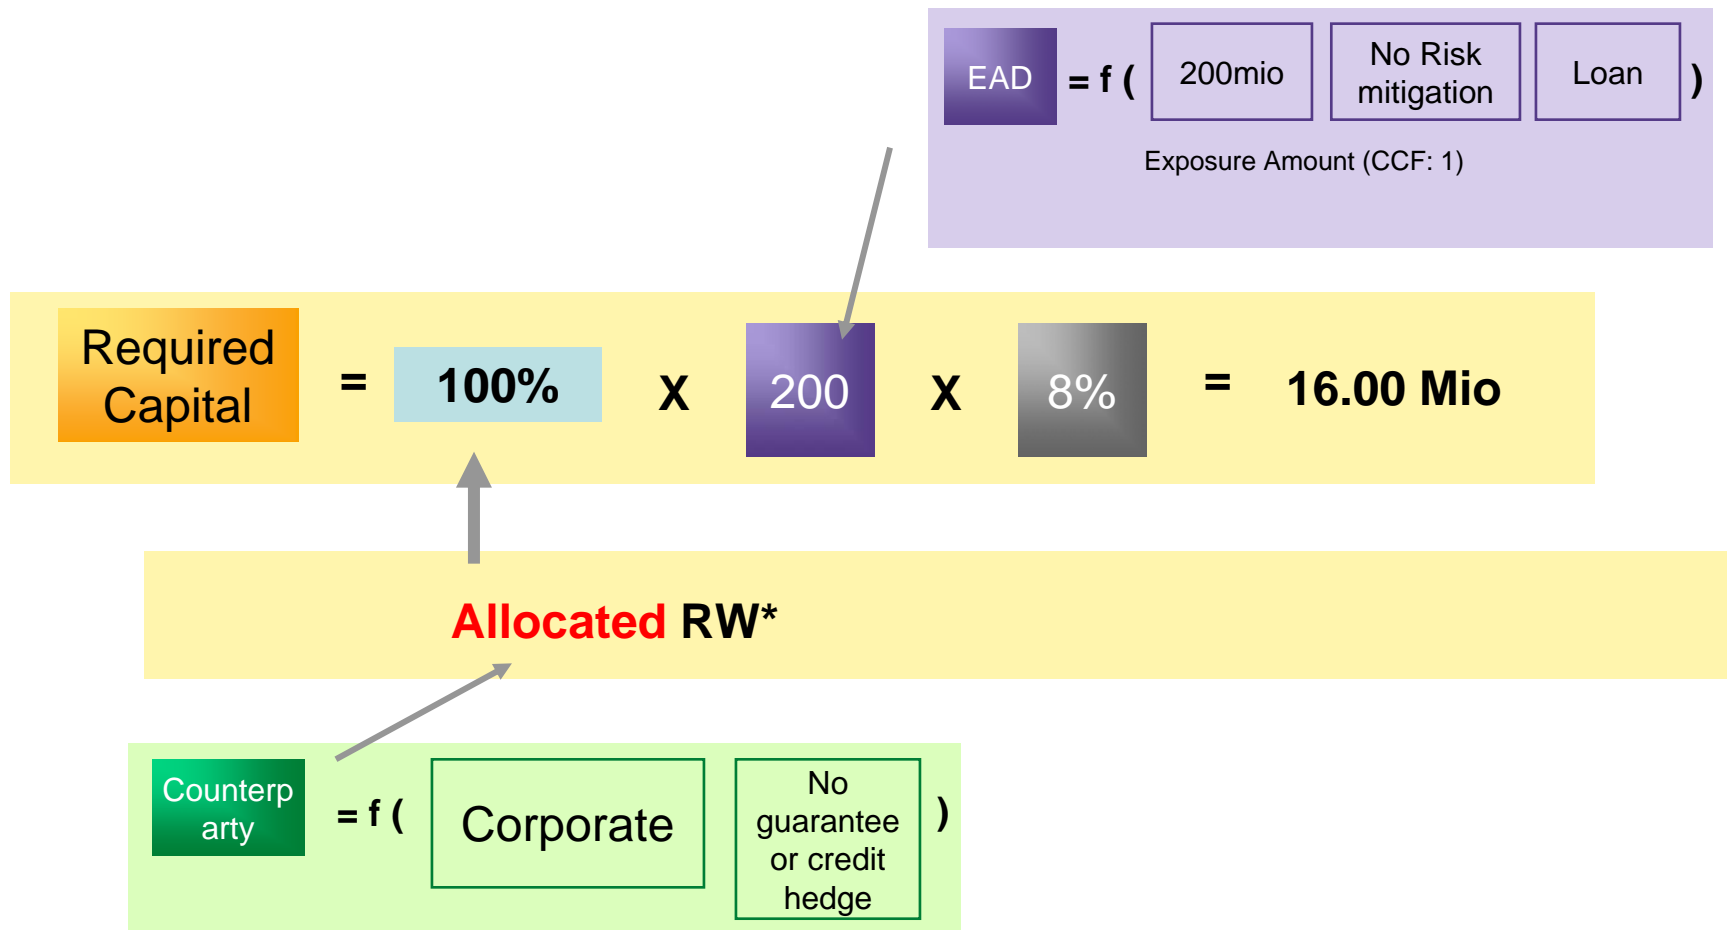 EAD = f ( 200mio No Risk mitigation Loan )
Exposure Amount (CCF: 1)
Required Capital = 100% X 200 X 8% = 16.00 Mio
Allocated RW*
Counterp arty = f ( Corporate No guarantee or credit hedge )